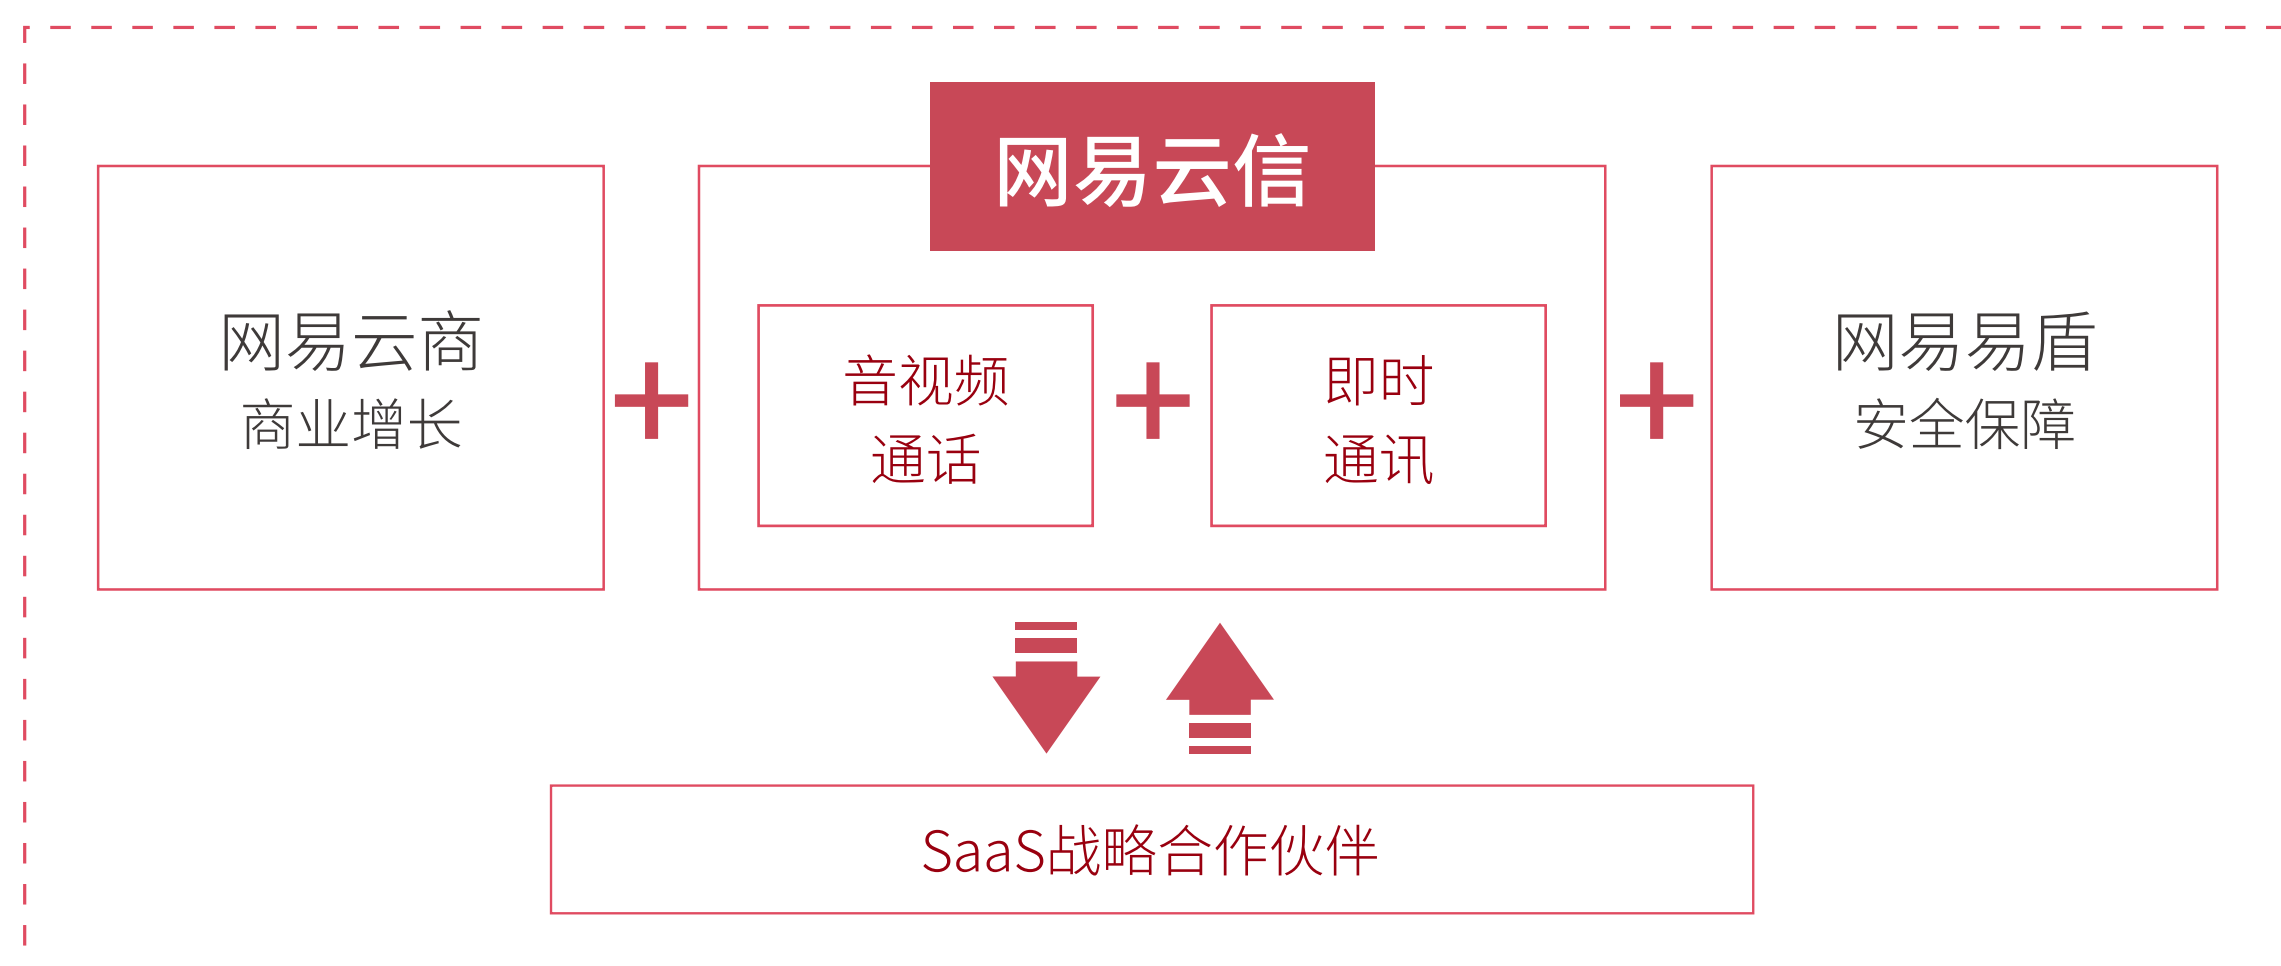 网易云信
网易云商
商业增长
音视频
通话
即时
通讯
网易易盾
安全保障
SaaS战略合作伙伴